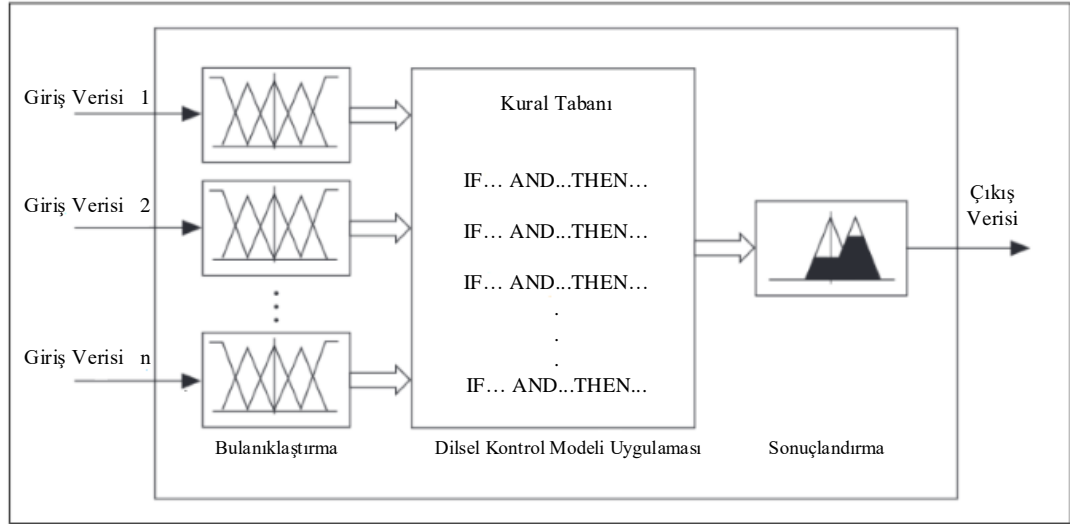 Giriş Verisi 1
Giriş Verisi 2
Giriş Verisi n
Kural Tabanı
IF… AND...THEN…
IF… AND...THEN…
IF… AND...THEN…
.
.
.
IF… AND...THEN...
Çıkış
Verisi
Bulanıklaştırma
Dilsel Kontrol Modeli Uygulaması
Sonuçlandırma